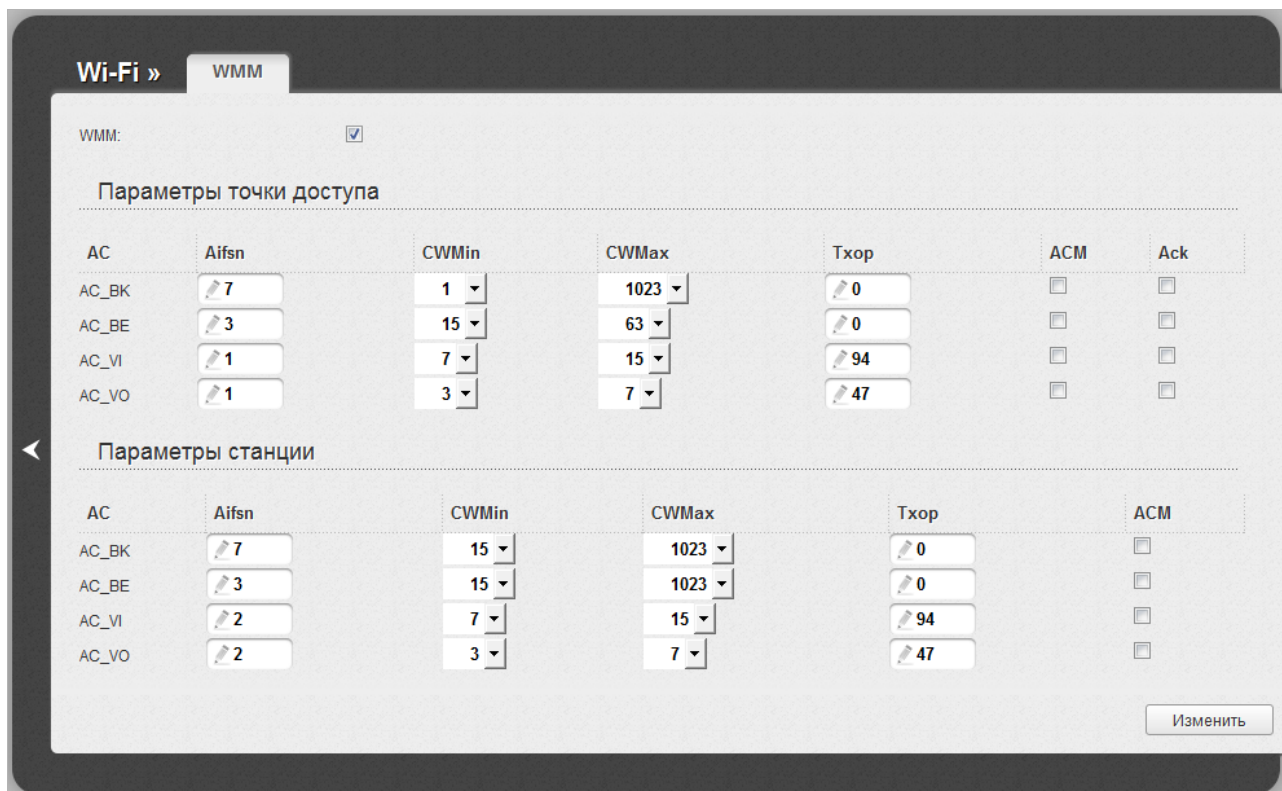 Wi-Fi » WMM
WMM:
Параметры точки доступа
AC Aifsn CWMin CWMax Txop ACM Ack
AC_BK 7 1 1023 0
AC_BE 3 15 63 0
AC_VI 1 7 15 94
AC_VO 1 3 7 47
Параметры станции
AC Aifsn CWMin CWMax Txop ACM
AC_BK 7 15 1023 0
AC_BE 3 15 1023 0
AC_VI 2 7 15 94
AC_VO 2 3 7 47
Изменить